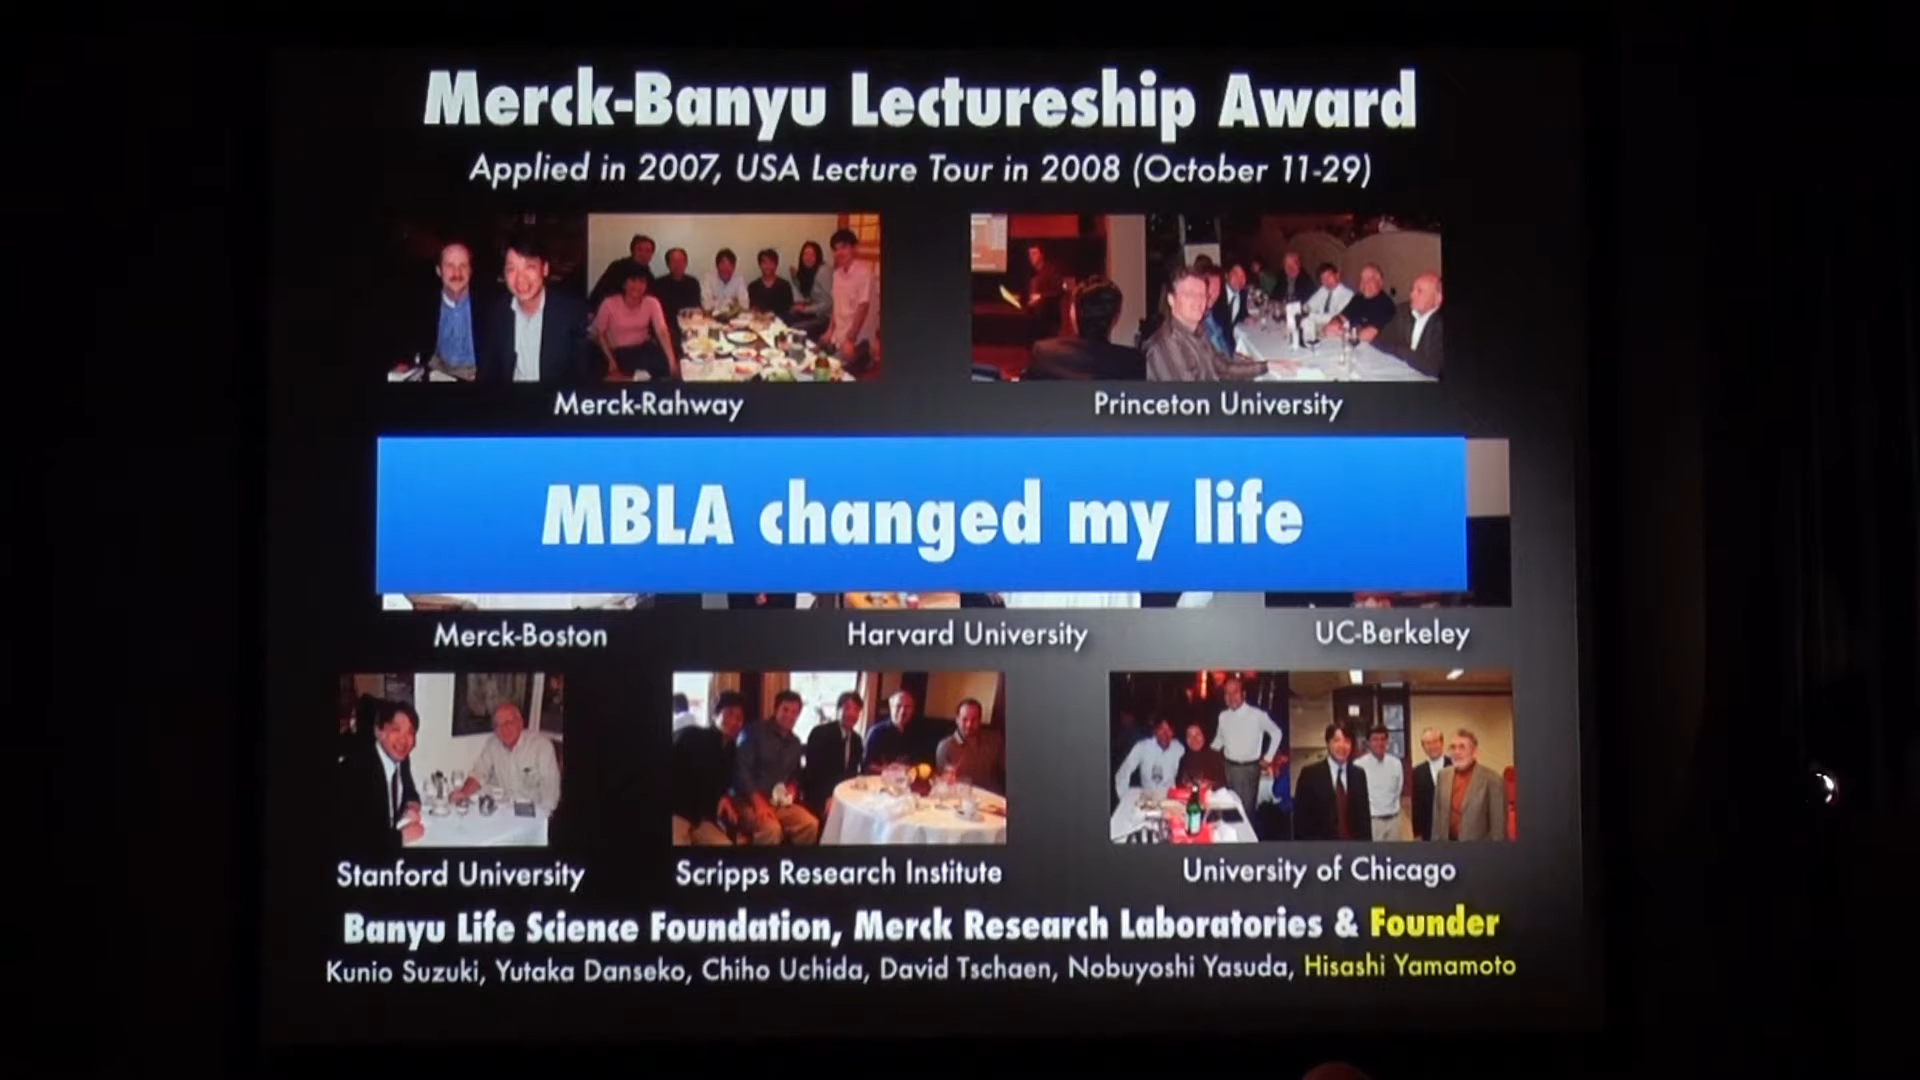 Merck-Banyu Lectureship Award
Applied in 2007, USA Lecture Tour in 2008 (October 11-29)
Merck-Rahway
Princeton University
MBLA changed my life
Merck-Boston
Harvard University
UC-Berkeley
Stanford University
Scripps Research Institute
University of Chicago
Banyu Life Science Foundation, Merck Research Laboratories & Founder
Kunio Suzuki, Yutaka Danseko, Chiho Uchida, David Tschaen, Nobuyoshi Yasuda, Hisashi Yamamoto